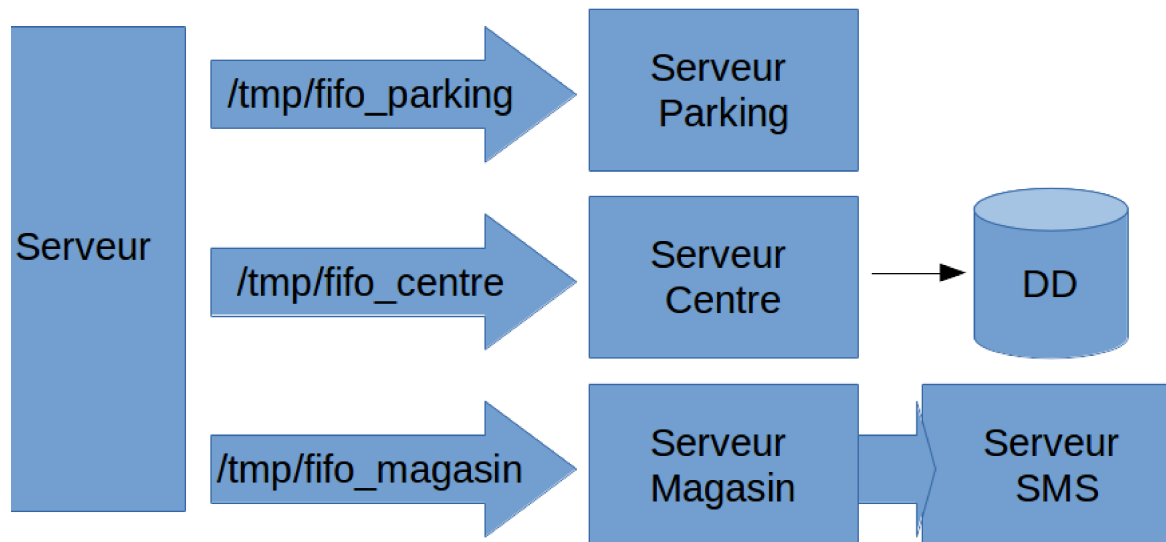 Serveur
/tmp/fifo_parking
Serveur
Parking
/tmp/fifo_centre
Serveur
Centre
DD
/tmp/fifo_magasin
Serveur
Magasin
Serveur
SMS